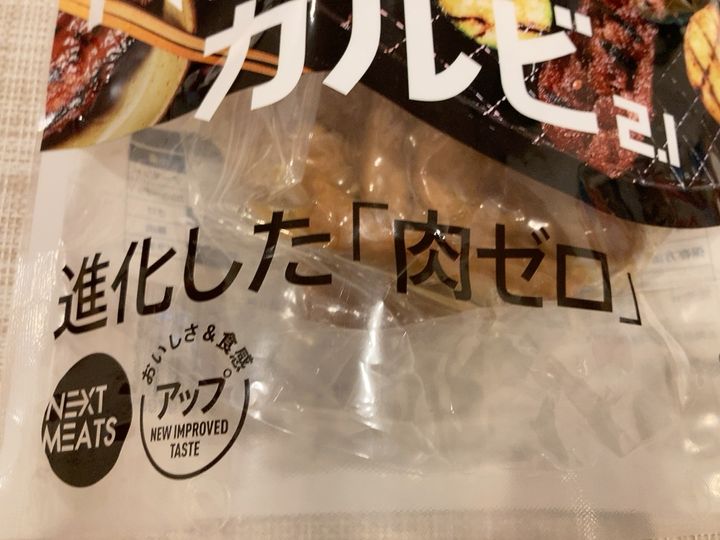 カルビ
2.1
進化した「肉ゼロ」
おいしさ&食感
アップ。
NEW IMPROVED
TASTE
NEXT
MEATS